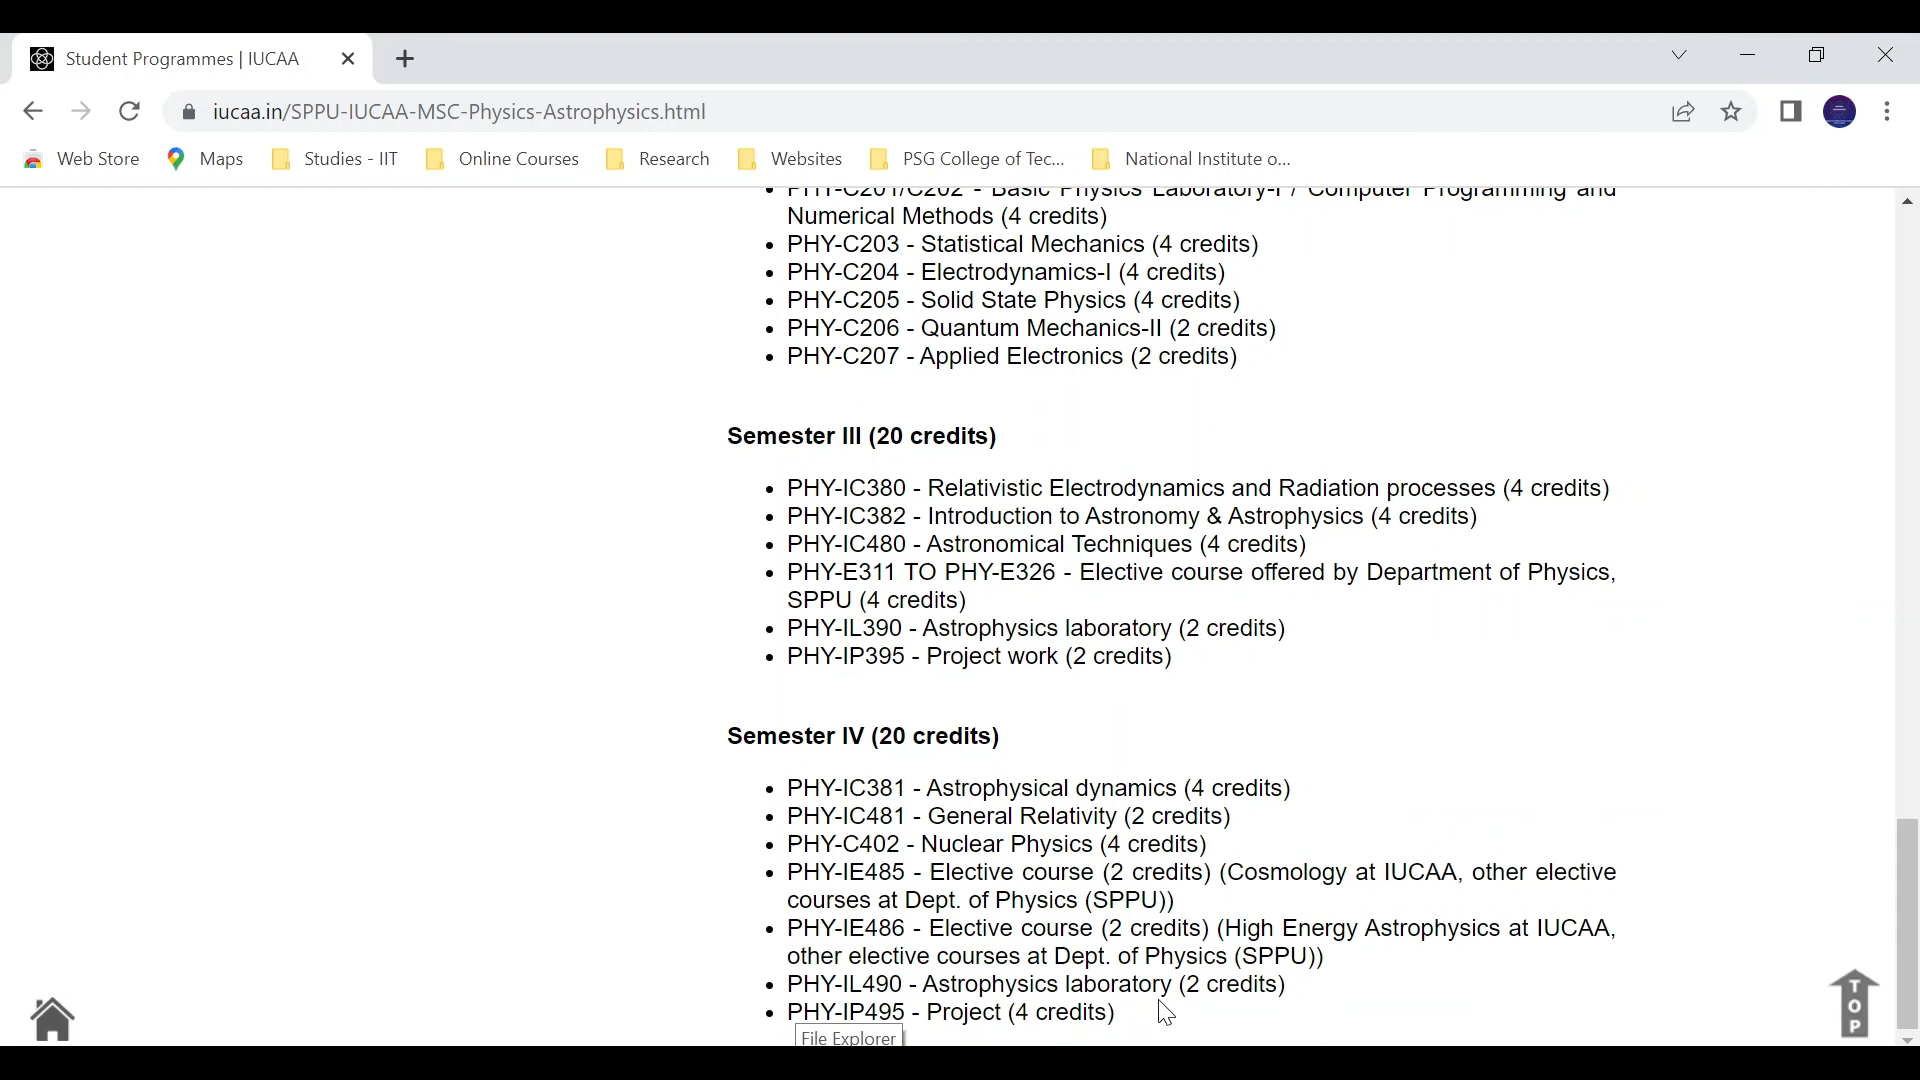 Student Programmes | IUCAA
iucaa.in/SPPU-IUCAA-MSC-Physics-Astrophysics.html
Web Store
Maps
Studies - IIT
Online Courses
Research
Websites
PSG College of Tec...
National Institute o...
PHY-C201/C202 - Basic Physics Laboratory-I / Computer Programming and
Numerical Methods (4 credits)
PHY-C203 - Statistical Mechanics (4 credits)
PHY-C204 - Electrodynamics-I (4 credits)
PHY-C205 - Solid State Physics (4 credits)
PHY-C206 - Quantum Mechanics-II (2 credits)
PHY-C207 - Applied Electronics (2 credits)
Semester III (20 credits)
PHY-IC380 - Relativistic Electrodynamics and Radiation processes (4 credits)
PHY-IC382 - Introduction to Astronomy & Astrophysics (4 credits)
PHY-IC480 - Astronomical Techniques (4 credits)
PHY-E311 TO PHY-E326 - Elective course offered by Department of Physics,
SPPU (4 credits)
PHY-IL390 - Astrophysics laboratory (2 credits)
PHY-IP395 - Project work (2 credits)
Semester IV (20 credits)
PHY-IC381 - Astrophysical dynamics (4 credits)
PHY-IC481 - General Relativity (2 credits)
PHY-C402 - Nuclear Physics (4 credits)
PHY-IE485 - Elective course (2 credits) (Cosmology at IUCAA, other elective
courses at Dept. of Physics (SPPU))
PHY-IE486 - Elective course (2 credits) (High Energy Astrophysics at IUCAA,
other elective courses at Dept. of Physics (SPPU))
PHY-IL490 - Astrophysics laboratory (2 credits)
PHY-IP495 - Project (4 credits)
File Explorer
TOP